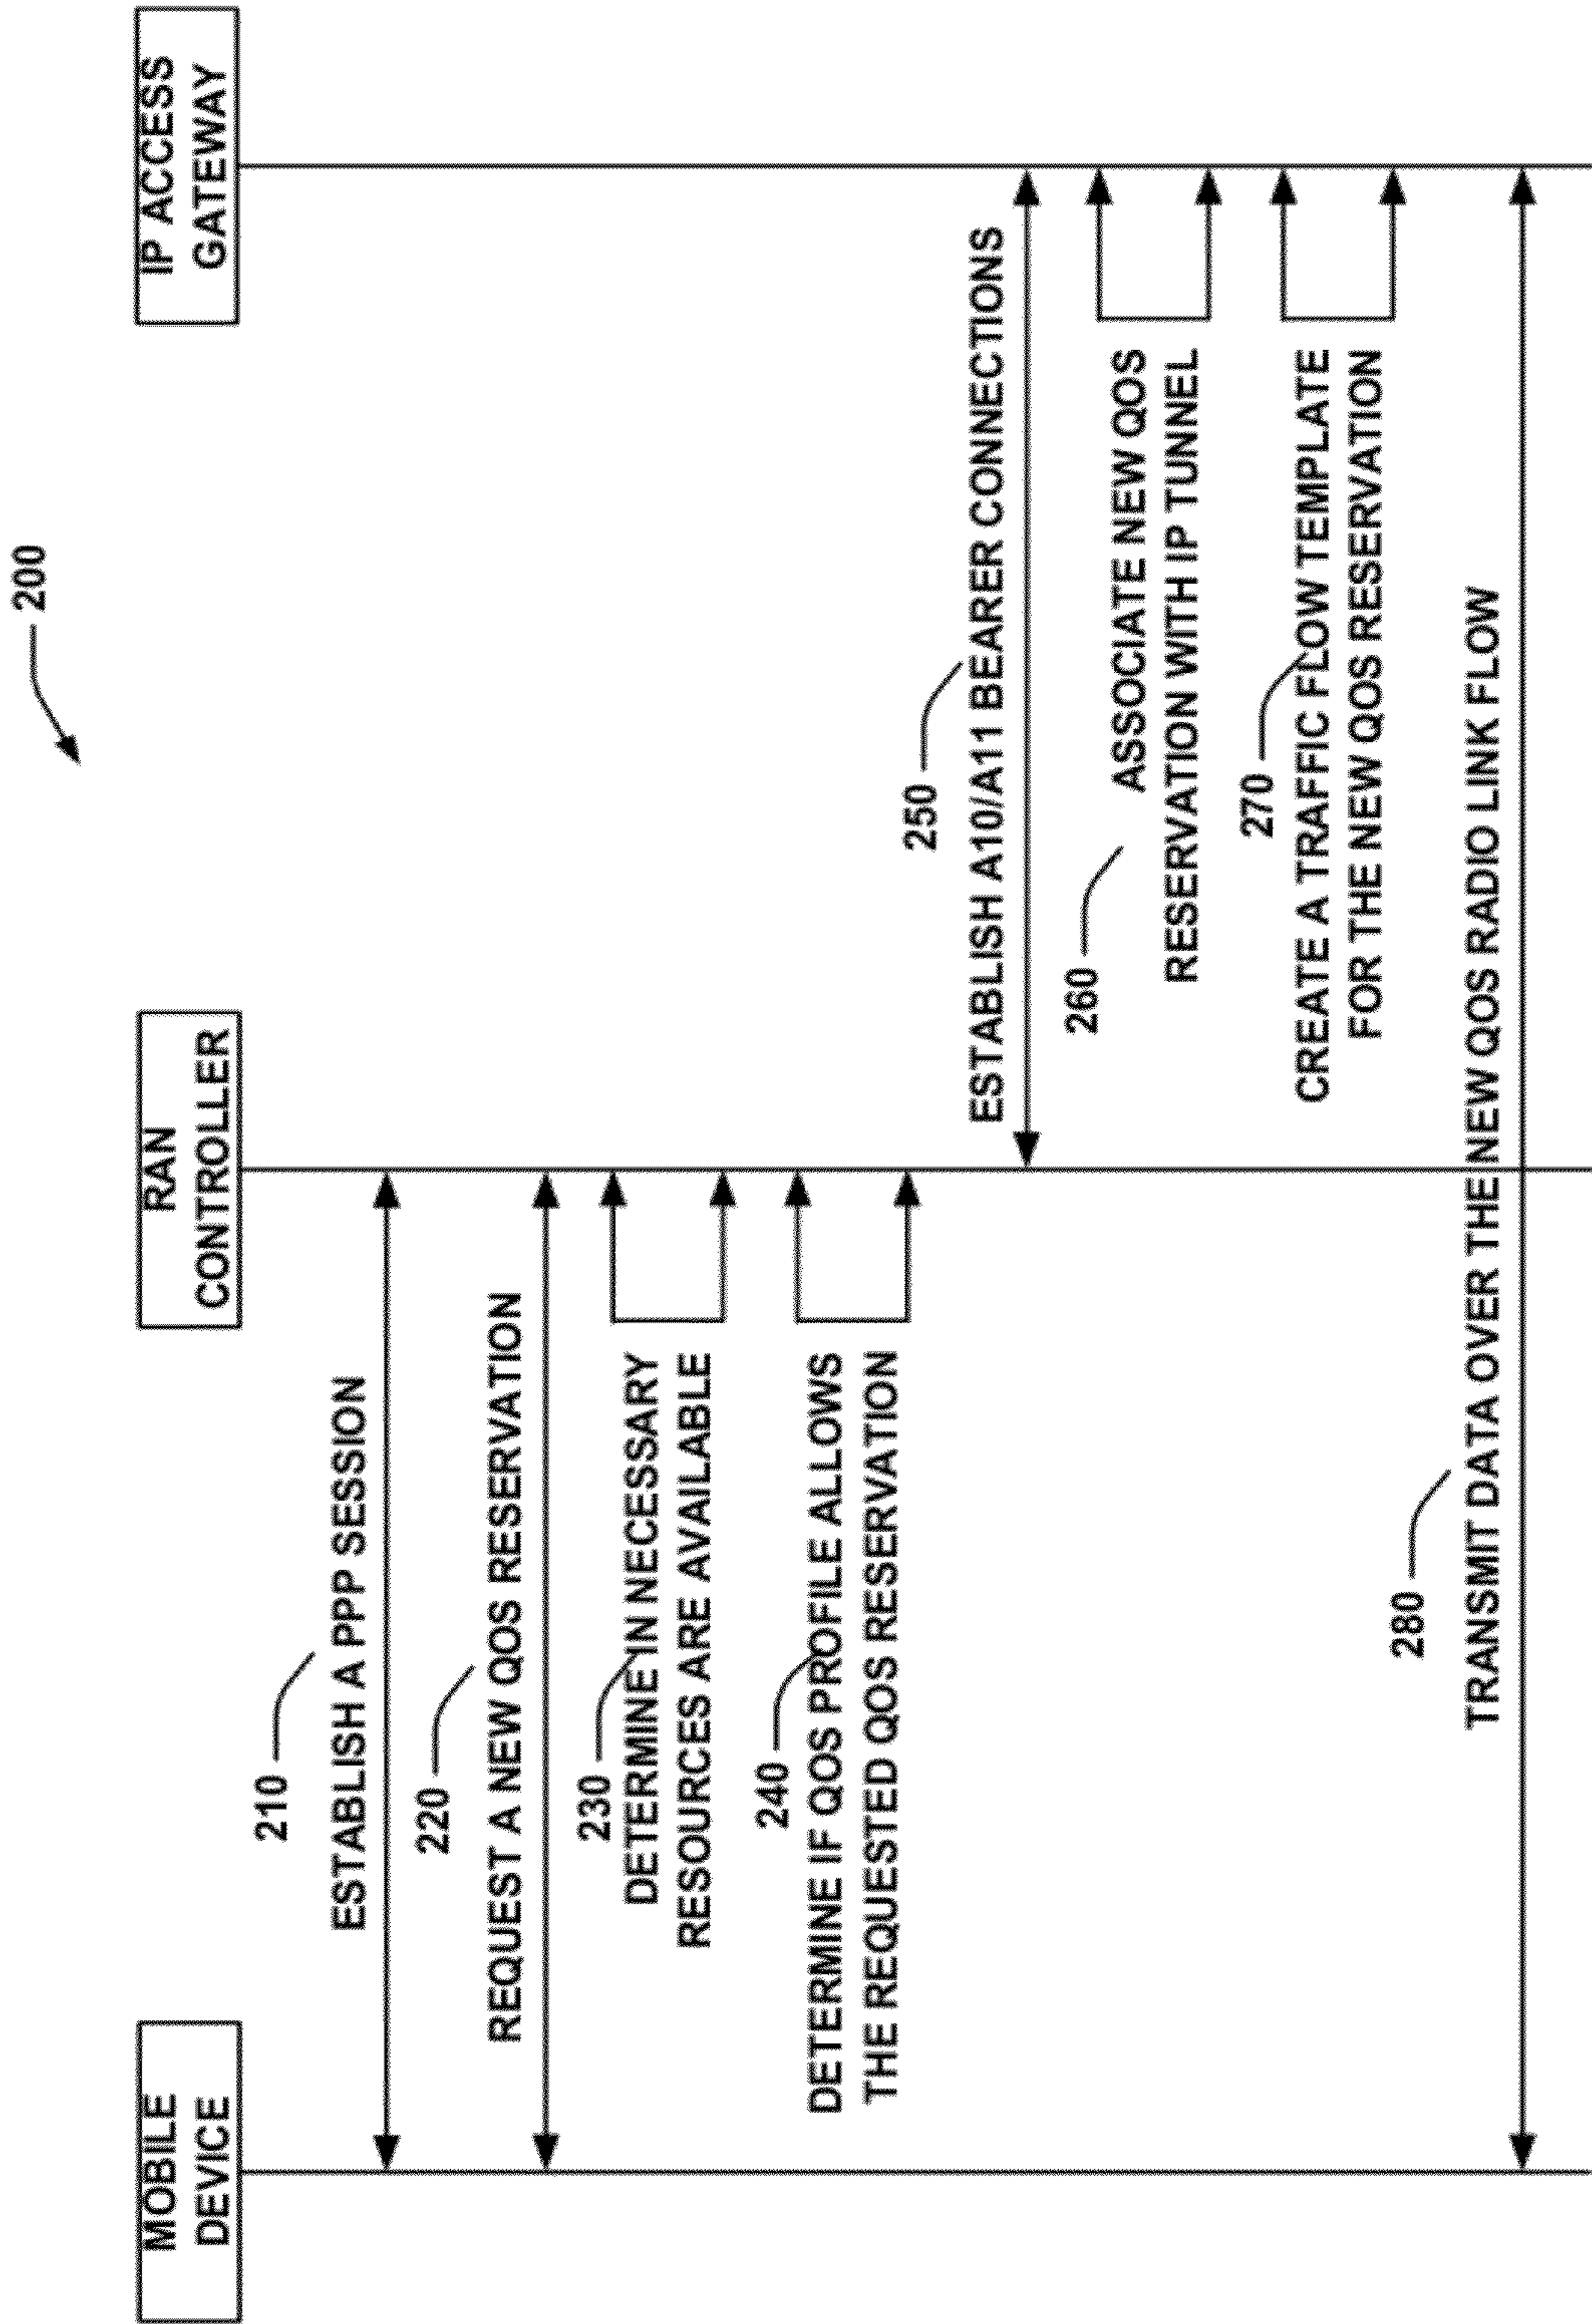 200
MOBILE
DEVICE
RAN
CONTROLLER
IP ACCESS
GATEWAY
210
ESTABLISH A PPP SESSION
220
REQUEST A NEW QOS RESERVATION
230
DETERMINE IN NECESSARY
RESOURCES ARE AVAILABLE
240
DETERMINE IF QOS PROFILE ALLOWS
THE REQUESTED QOS RESERVATION
250
ESTABLISH A10/A11 BEARER CONNECTIONS
260
ASSOCIATE NEW QOS
RESERVATION WITH IP TUNNEL
270
CREATE A TRAFFIC FLOW TEMPLATE
FOR THE NEW QOS RESERVATION
280
TRANSMIT DATA OVER THE NEW QOS RADIO LINK FLOW